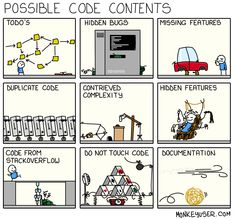 POSSIBLE CODE CONTENTS
TODO'S
HIDDEN BUGS
MISSING FEATURES
DUPLICATE CODE
CONTRIEVED
COMPLEXITY
HIDDEN FEATURES
CODE FROM
STACKOVERFLOW
DO NOT TOUCH CODE
DOCUMENTATION
MONKEYUSER.COM